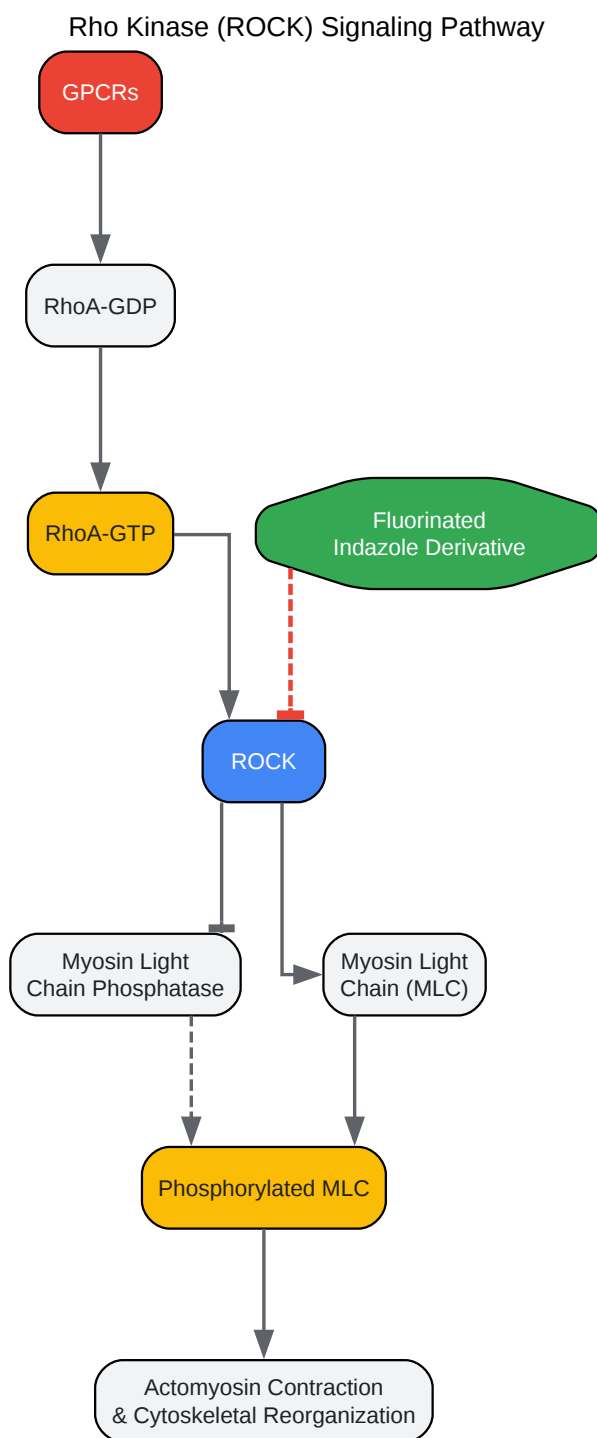 Rho Kinase (ROCK) Signaling Pathway
GPCRs
RhoA-GDP
RhoA-GTP
Fluorinated
Indazole Derivative
ROCK
Myosin Light
Chain Phosphatase
Myosin Light
Chain (MLC)
Phosphorylated MLC
Actomyosin Contraction
& Cytoskeletal Reorganization